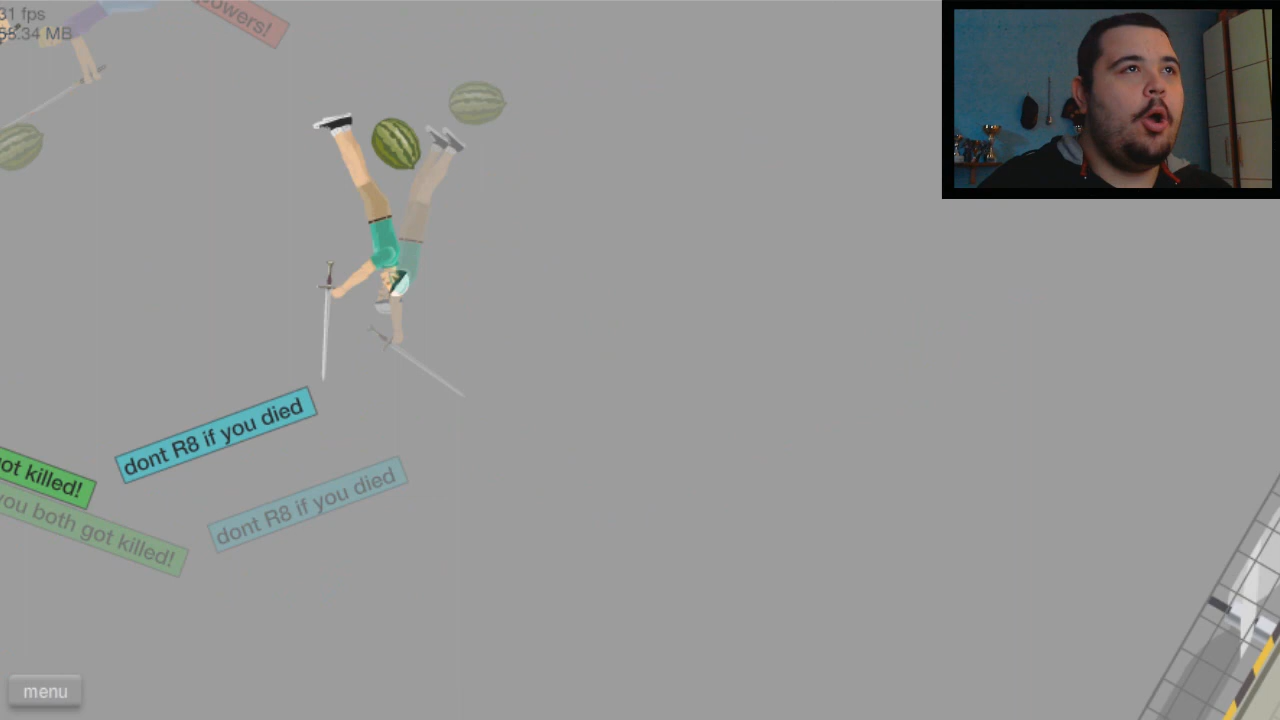 31 fps
55.34 MB
owers!
dont R8 if you died
got killed!
you both got killed!
dont R8 if you died
menu